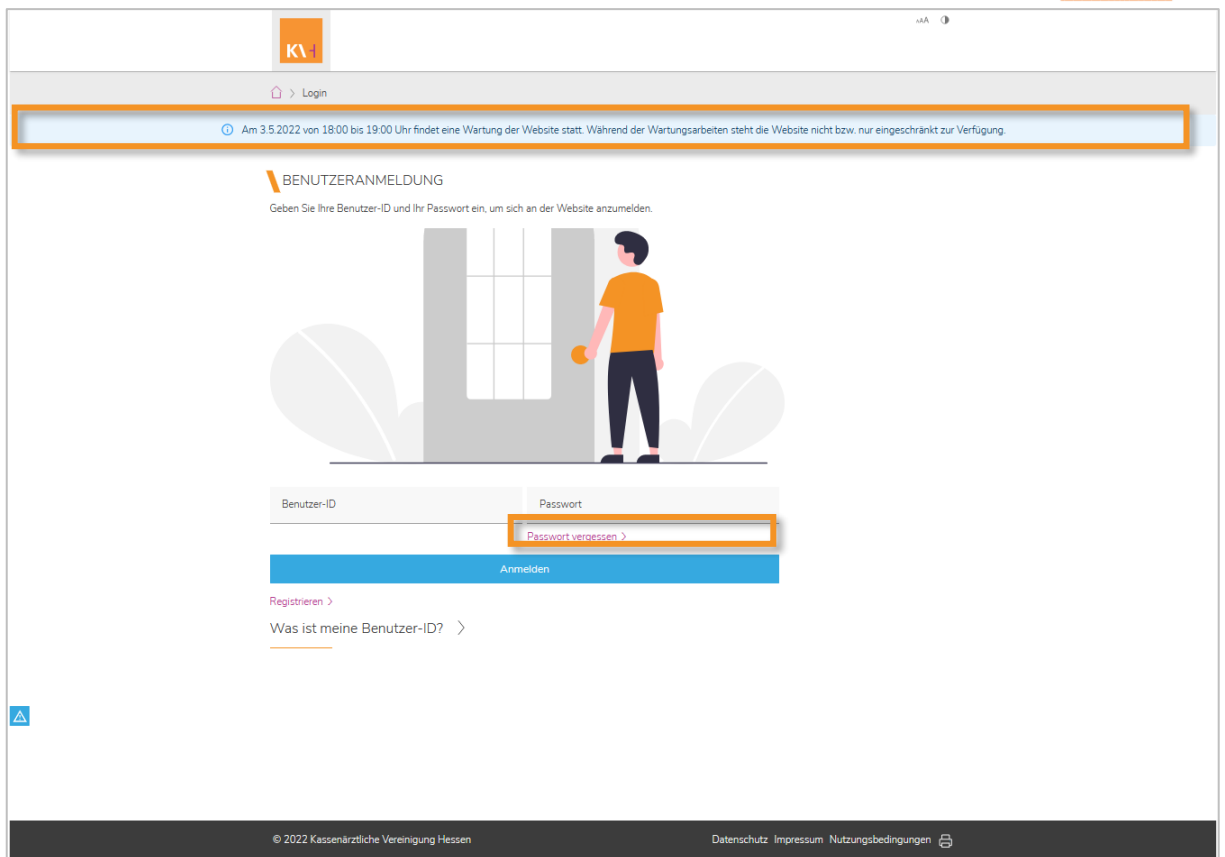 AAA
KVH
Login
Am 3.5.2022 von 18:00 bis 19:00 Uhr findet eine Wartung der Website statt. Während der Wartungsarbeiten steht die Website nicht bzw. nur eingeschränkt zur Verfügung.
BENUTZERANMELDUNG
Geben Sie Ihre Benutzer-ID und Ihr Passwort ein, um sich an der Website anzumelden.
Benutzer-ID Passwort
Passwort vergessen >
Anmelden
Registrieren >
Was ist meine Benutzer-ID? >
© 2022 Kassenärztliche Vereinigung Hessen Datenschutz Impressum Nutzungsbedingungen